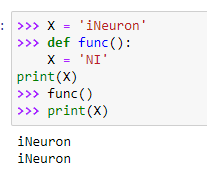 :
>>> X = 'iNeuron'
>>> def func():
    X = 'NI'
print(X)
>>> func()
>>> print(X)
iNeuron
iNeuron